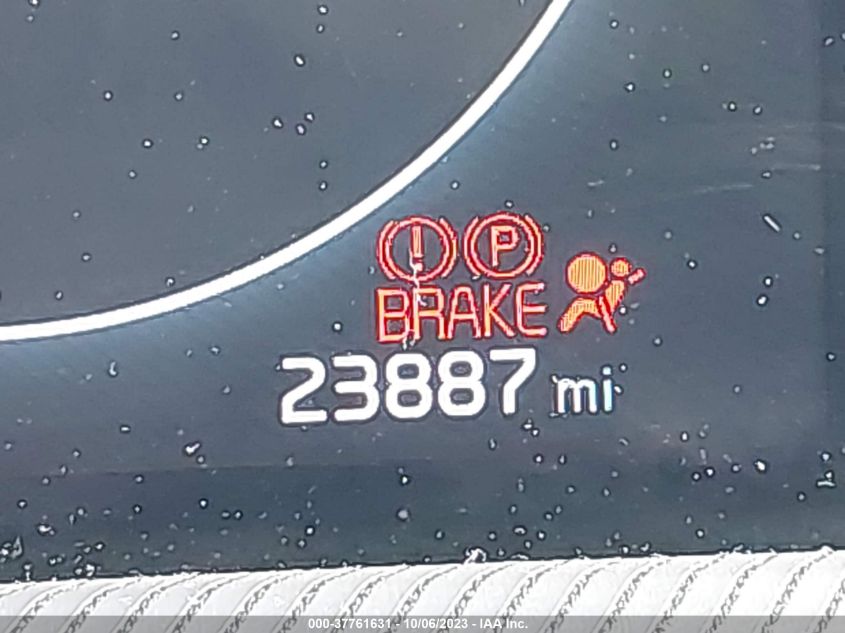 ! P
BRAKE
23887 mi
000-37761631 - 10/06/2023 - IAA Inc.